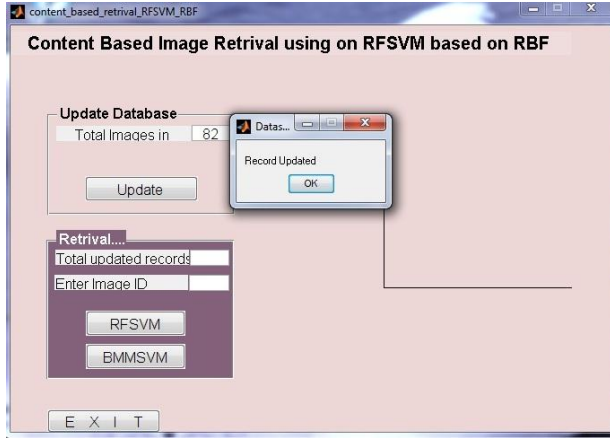 content_based_retrival_RFSVM_RBF
Content Based Image Retrival using on RFSVM based on RBF
Update Database
Total Images in 82
Update
Datas...
Record Updated
OK
Retrival....
Total updated records
Enter Image ID
RFSVM
BMMSVM
E X I T